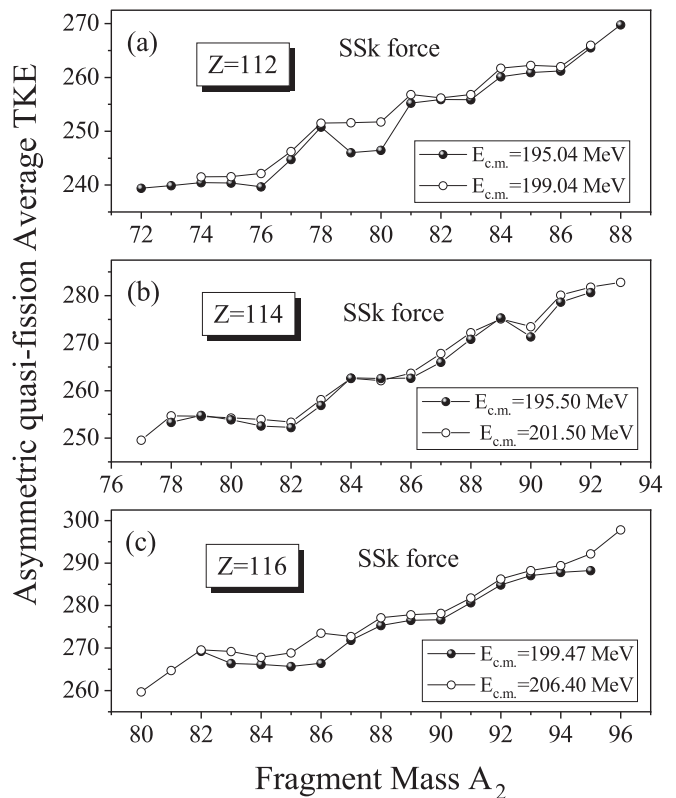 Asymmetric quasi-fission Average TKE
270
(a)
SSk force
Z=112
260
250
E_c.m.=195.04 MeV
240
E_c.m.=199.04 MeV
72 74 76 78 80 82 84 86 88
280
(b)
Z=114
SSk force
270
260
E_c.m.=195.50 MeV
250
E_c.m.=201.50 MeV
76 78 80 82 84 86 88 90 92 94
300
(c)
SSk force
290
Z=116
280
270
E_c.m.=199.47 MeV
260
E_c.m.=206.40 MeV
80 82 84 86 88 90 92 94 96
Fragment Mass A₂